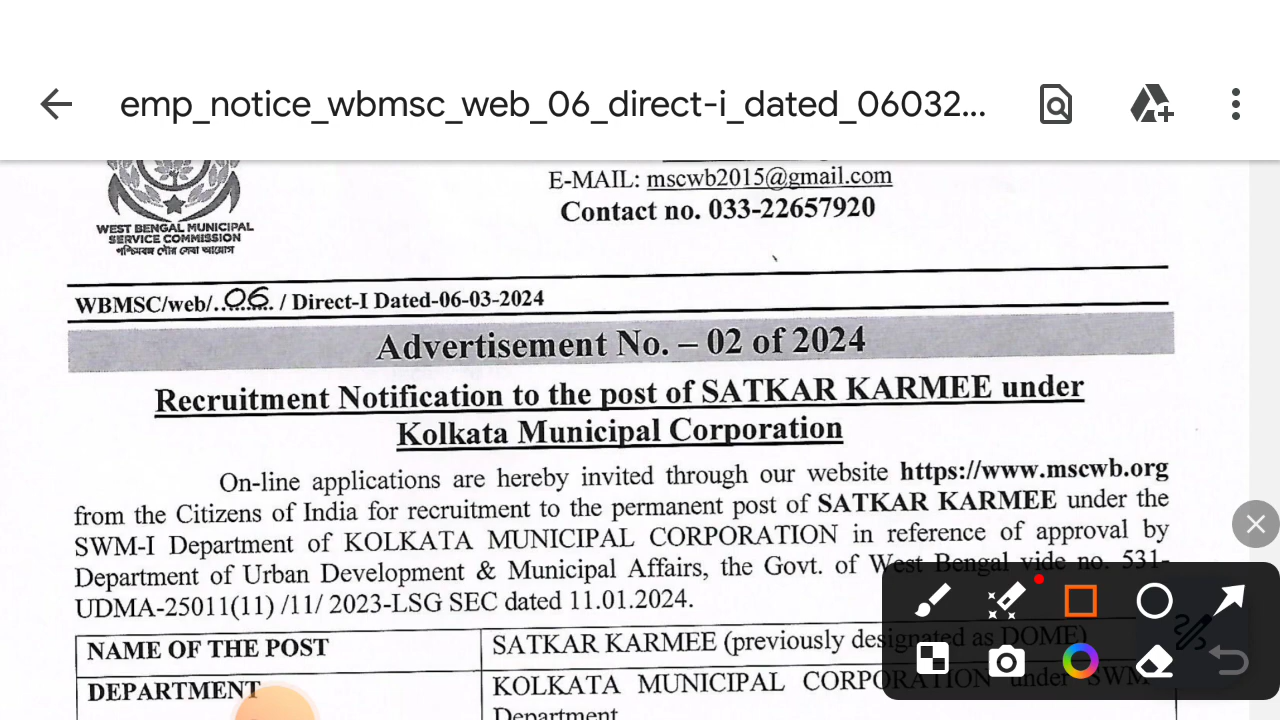 emp_notice_wbmsc_web_06_direct-i_dated_06032...
E-MAIL: mscwb2015@gmail.com
Contact no. 033-22657920
WEST BENGAL MUNICIPAL
SERVICE COMMISSION
পশ্চিমবঙ্গ পৌর সেবা আয়োগ
WBMSC/web/..06.... / Direct-I Dated-06-03-2024
Advertisement No. – 02 of 2024
Recruitment Notification to the post of SATKAR KARMEE under
Kolkata Municipal Corporation
On-line applications are hereby invited through our website https://www.mscwb.org
from the Citizens of India for recruitment to the permanent post of SATKAR KARMEE under the
SWM-I Department of KOLKATA MUNICIPAL CORPORATION in reference of approval by
Department of Urban Development & Municipal Affairs, the Govt. of West Bengal vide no. 531-
UDMA-25011(11) /11/ 2023-LSG SEC dated 11.01.2024.
NAME OF THE POST SATKAR KARMEE (previously designated as DOME)
DEPARTMENT KOLKATA MUNICIPAL CORPORATION under SWM-
Department